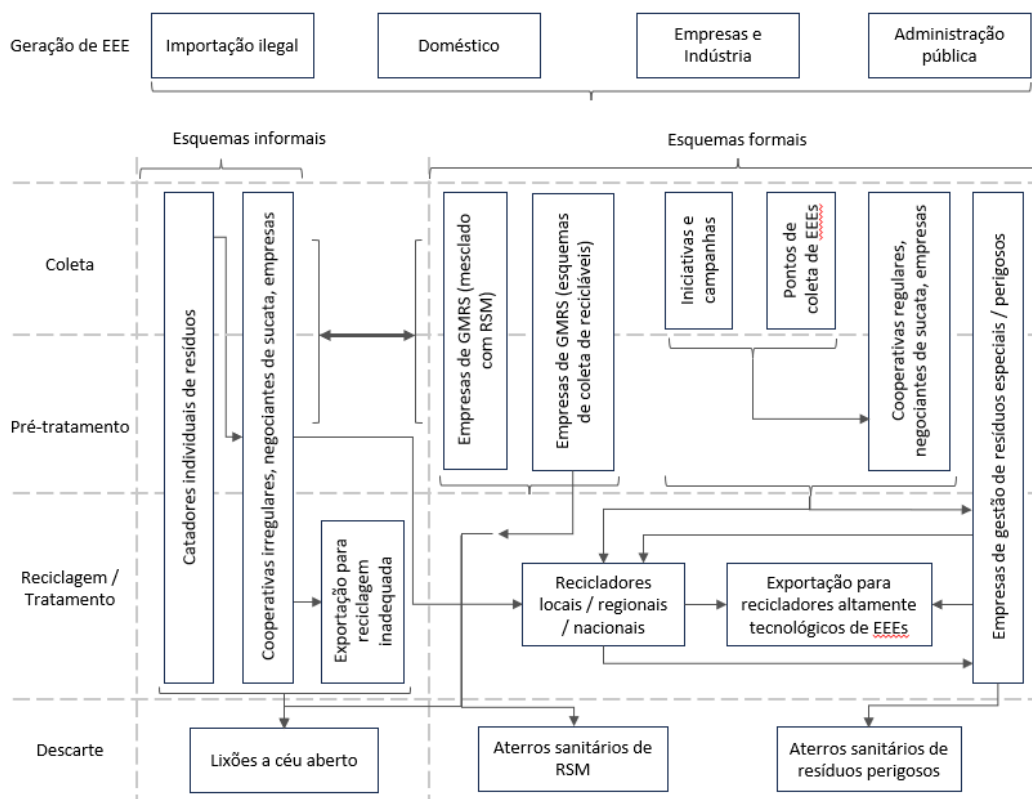 Geração de EEE
Importação ilegal
Doméstico
Empresas e
Indústria
Administração
pública
Esquemas informais
Esquemas formais
Coleta
Pré-tratamento
Reciclagem /
Tratamento
Descarte
Catadores individuais de resíduos
Cooperativas irregulares, negociantes de sucata, empresas
Exportação para
reciclagem
inadequada
Empresas de GMRS (mesclado
com RSM)
Empresas de GMRS (esquemas
de coleta de recicláveis)
Iniciativas e
campanhas
Pontos de
coleta de EEEs
Cooperativas regulares,
negociantes de sucata, empresas
Empresas de gestão de resíduos especiais / perigosos
Recicladores
locais / regionais
/ nacionais
Exportação para
recicladores altamente
tecnológicos de EEEs
Lixões a céu aberto
Aterros sanitários de
RSM
Aterros sanitários de
resíduos perigosos